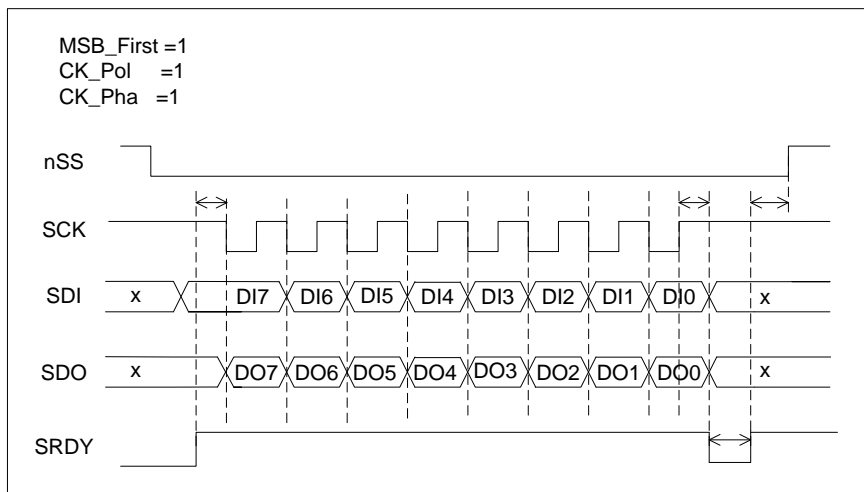 MSB_First =1
CK_Pol =1
CK_Pha =1
nSS
SCK
SDI x DI7 DI6 DI5 DI4 DI3 DI2 DI1 DI0 x
SDO x DO7 DO6 DO5 DO4 DO3 DO2 DO1 DO0 x
SRDY